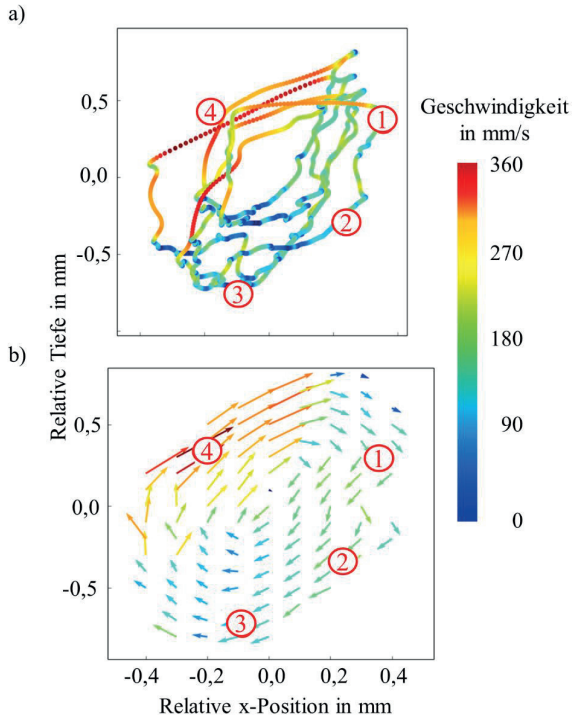 a)
0,5
0,0
-0,5
4
1
2
3
Geschwindigkeit
in mm/s
360
270
180
90
0
Relative Tiefe in mm
b)
0,5
0,0
-0,5
4
1
2
3
-0,4 -0,2 0,0 0,2 0,4
Relative x-Position in mm